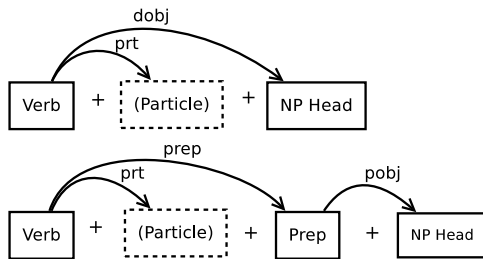 dobj
prt
Verb + (Particle) + NP Head
prep
prt pobj
Verb + (Particle) + Prep + NP Head